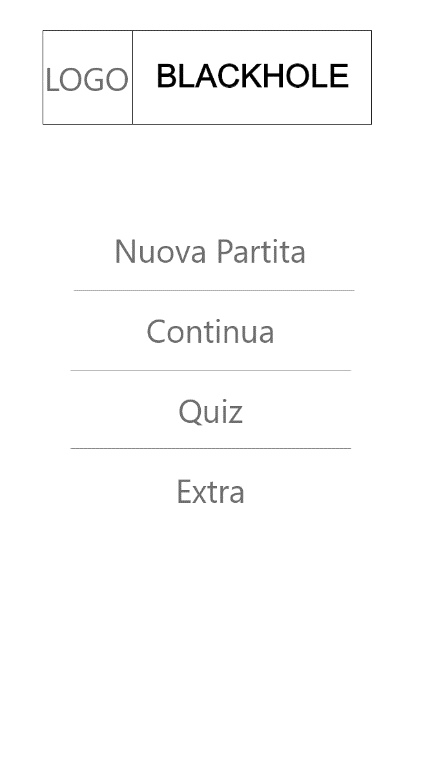 LOGO BLACKHOLE
Nuova Partita
Continua
Quiz
Extra